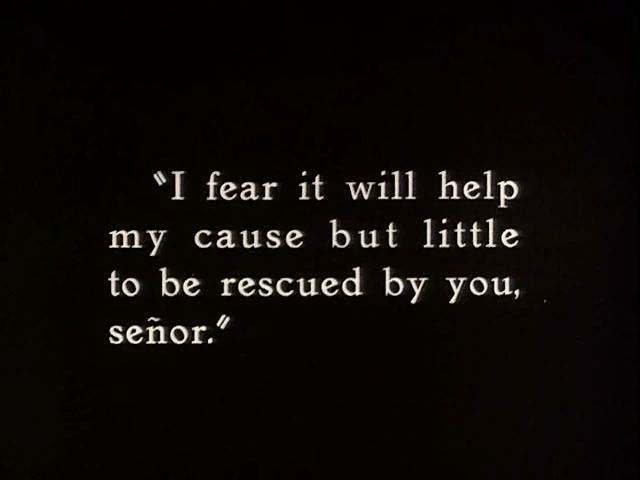 "I fear it will help
my cause but little
to be rescued by you,
señor."